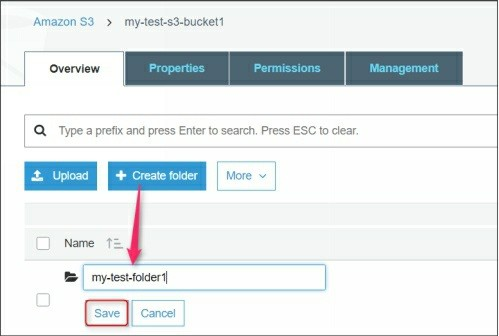 Amazon S3 > my-test-s3-bucket1
Overview Properties Permissions Management
Type a prefix and press Enter to search. Press ESC to clear.
Upload + Create folder More
Name
my-test-folder1
Save Cancel